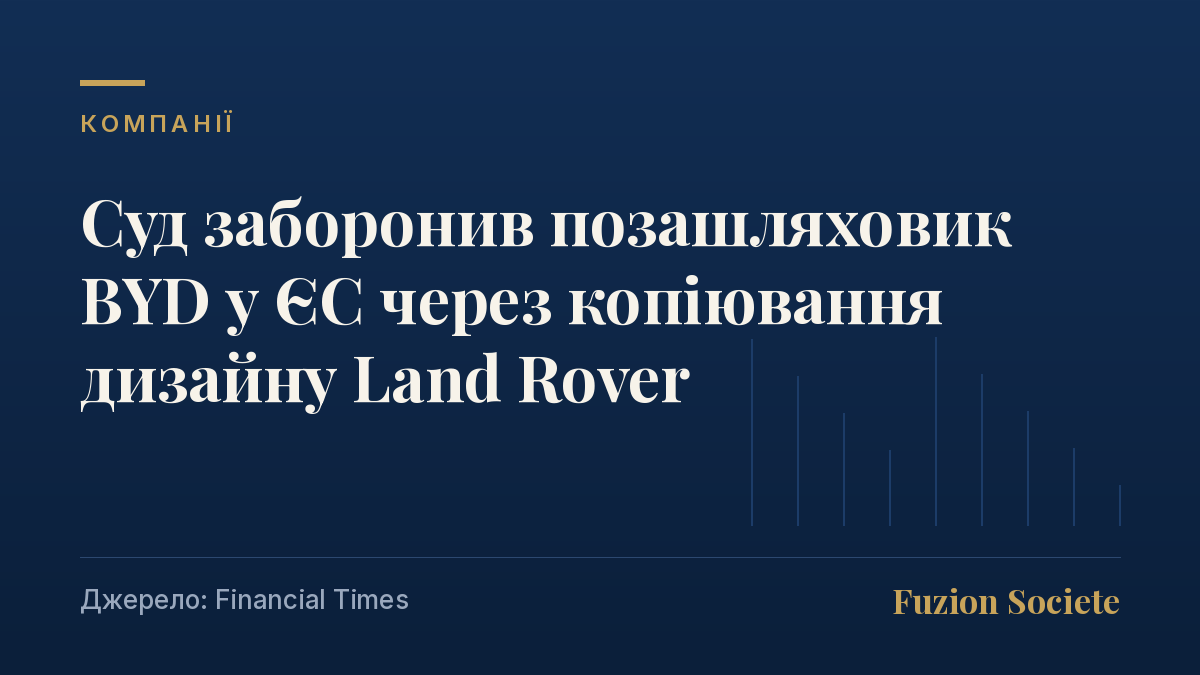 КОМПАНІЇ
Суд заборонив позашляховик
BYD у ЄС через копіювання
дизайну Land Rover
Джерело: Financial Times
Fuzion Societe